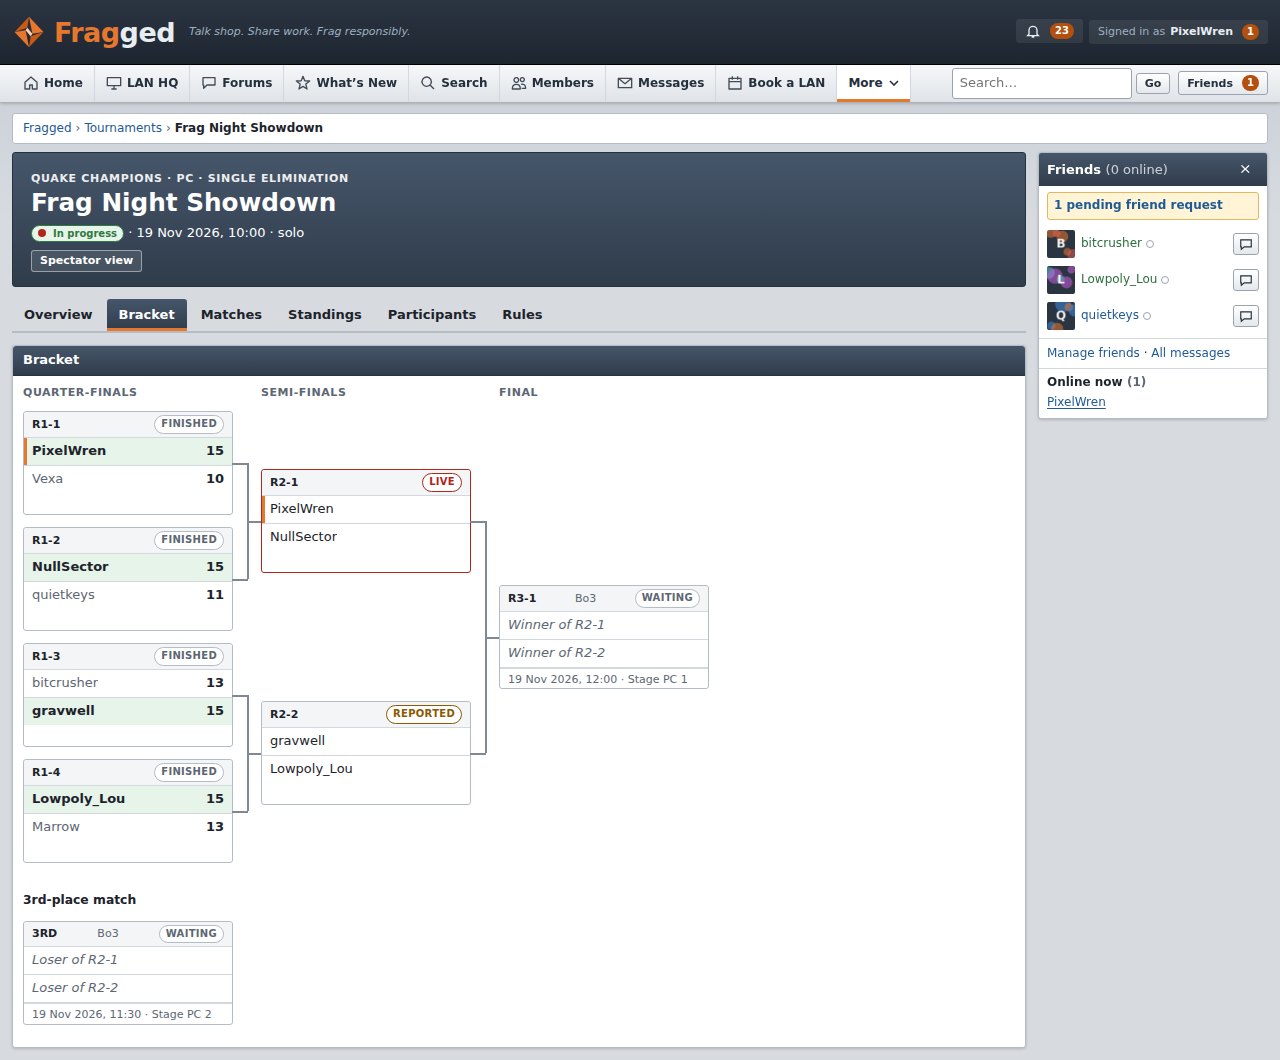 Fragged
Talk shop. Share work. Frag responsibly.
23
Signed in as PixelWren 1
Home
LAN HQ
Forums
What’s New
Search
Members
Messages
Book a LAN
More
Search…
Go
Friends 1
Fragged › Tournaments › Frag Night Showdown
QUAKE CHAMPIONS · PC · SINGLE ELIMINATION
Frag Night Showdown
In progress · 19 Nov 2026, 10:00 · solo
Spectator view
Overview
Bracket
Matches
Standings
Participants
Rules
Bracket
QUARTER-FINALS
R1-1 FINISHED
PixelWren 15
Vexa 10
R1-2 FINISHED
NullSector 15
quietkeys 11
R1-3 FINISHED
bitcrusher 13
gravwell 15
R1-4 FINISHED
Lowpoly_Lou 15
Marrow 13
SEMI-FINALS
R2-1 LIVE
PixelWren
NullSector
R2-2 REPORTED
gravwell
Lowpoly_Lou
FINAL
R3-1 Bo3 WAITING
Winner of R2-1
Winner of R2-2
19 Nov 2026, 12:00 · Stage PC 1
3rd-place match
3RD Bo3 WAITING
Loser of R2-1
Loser of R2-2
19 Nov 2026, 11:30 · Stage PC 2
Friends (0 online) ×
1 pending friend request
B bitcrusher
L Lowpoly_Lou
Q quietkeys
Manage friends · All messages
Online now (1)
PixelWren